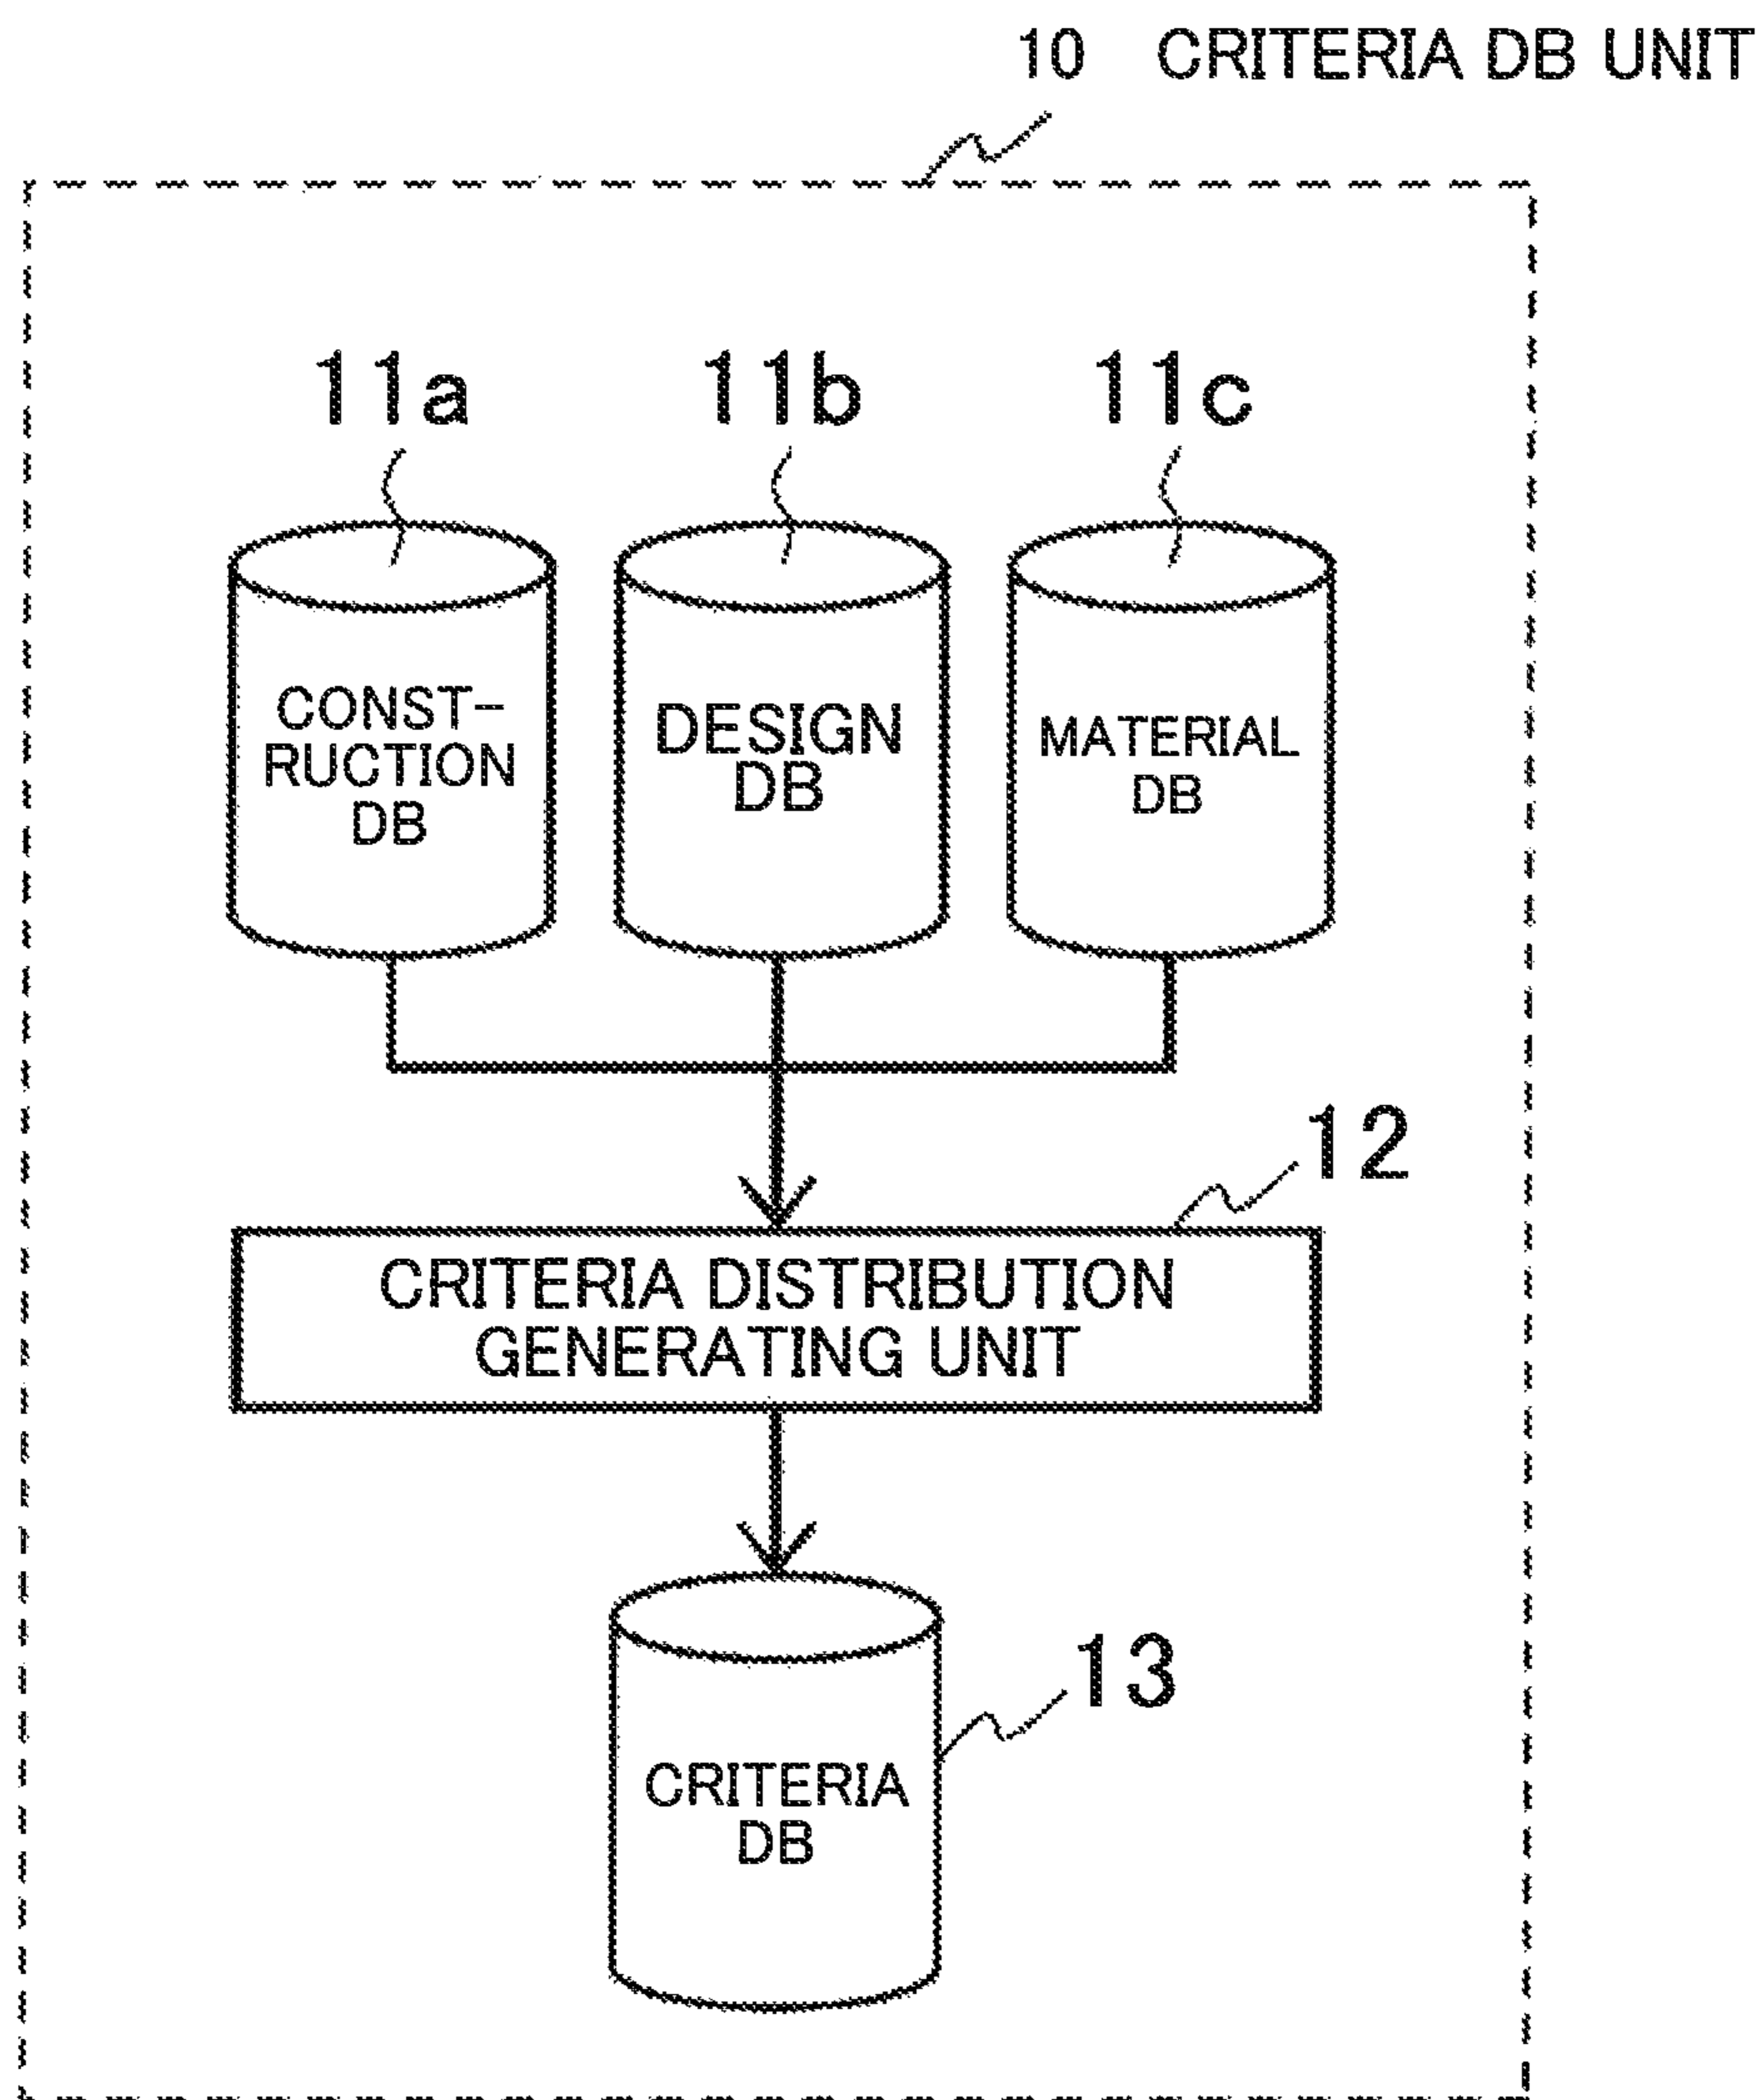 10 CRITERIA DB UNIT
11a
11b
11c
CONST-
RUCTION
DB
DESIGN
DB
MATERIAL
DB
12
CRITERIA DISTRIBUTION
GENERATING UNIT
13
CRITERIA
DB